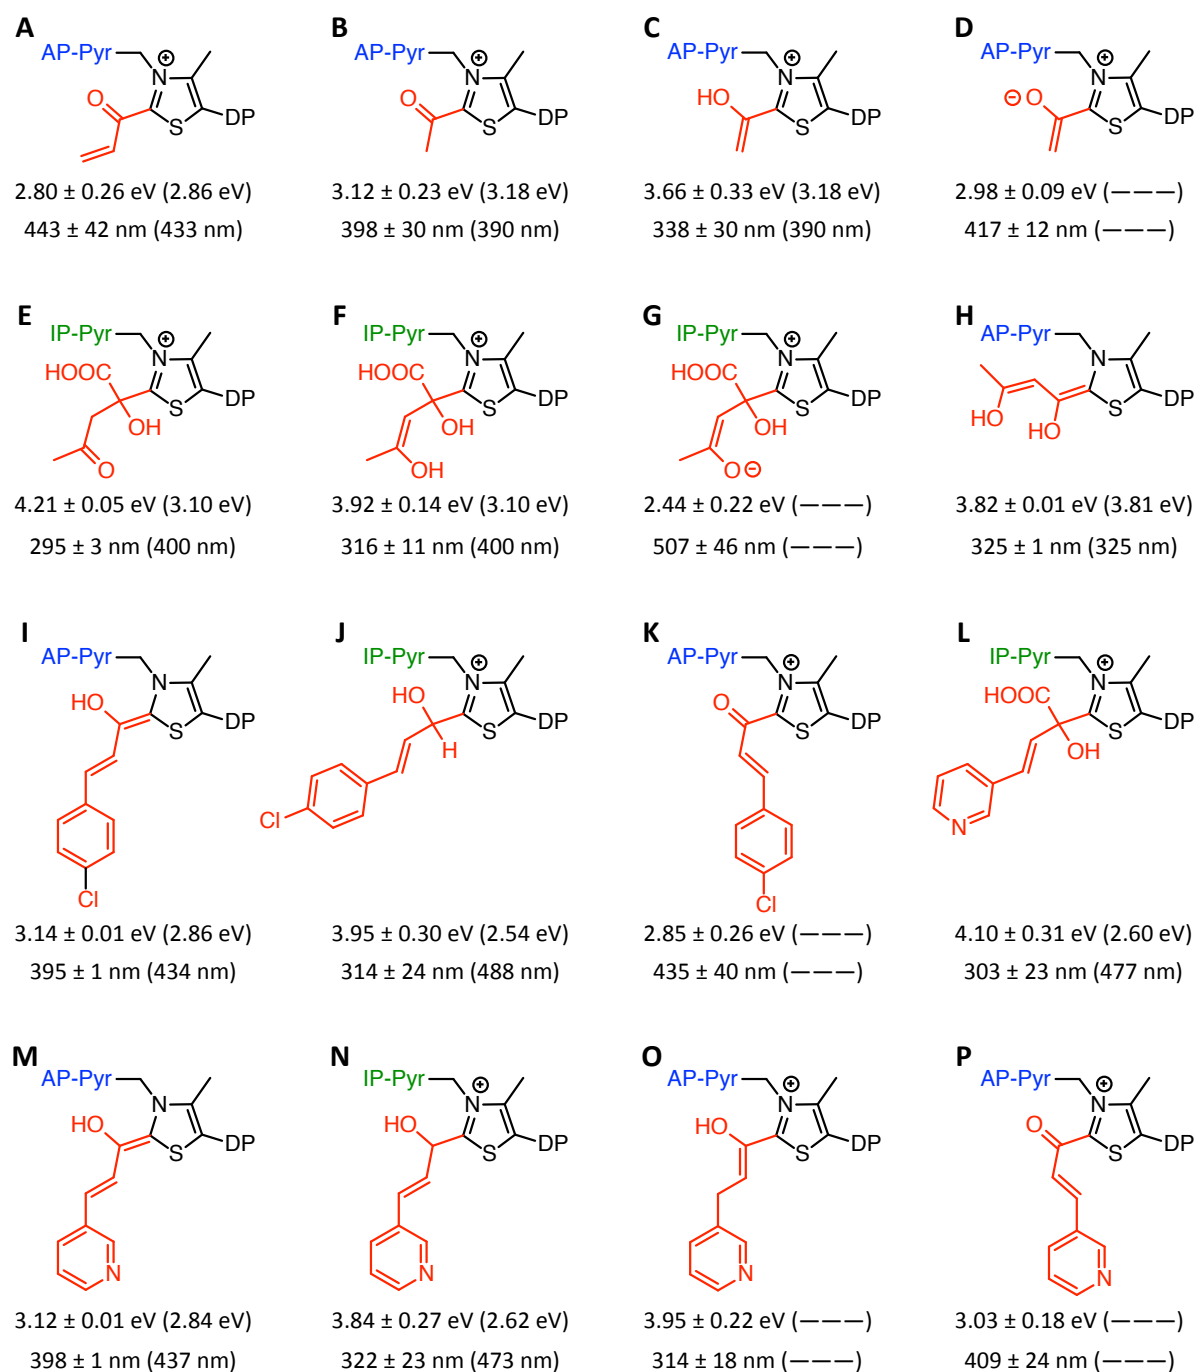 A B C D
AP-Pyr AP-Pyr AP-Pyr AP-Pyr
⊕ ⊕ ⊕ ⊕
N N N N
O O HO ⊖ O
S DP S DP S DP S DP
2.80 ± 0.26 eV (2.86 eV) 3.12 ± 0.23 eV (3.18 eV) 3.66 ± 0.33 eV (3.18 eV) 2.98 ± 0.09 eV (———)
443 ± 42 nm (433 nm) 398 ± 30 nm (390 nm) 338 ± 30 nm (390 nm) 417 ± 12 nm (———)
E F G H
IP-Pyr IP-Pyr IP-Pyr AP-Pyr
⊕ ⊕ ⊕
N N N N
HOOC HOOC HOOC
S DP S DP S DP S DP
OH OH OH HO HO
O OH O ⊖
4.21 ± 0.05 eV (3.10 eV) 3.92 ± 0.14 eV (3.10 eV) 2.44 ± 0.22 eV (———) 3.82 ± 0.01 eV (3.81 eV)
295 ± 3 nm (400 nm) 316 ± 11 nm (400 nm) 507 ± 46 nm (———) 325 ± 1 nm (325 nm)
I J K L
AP-Pyr IP-Pyr AP-Pyr IP-Pyr
⊕ ⊕ ⊕
N N N N
HO HO O HOOC
S DP S DP S DP S DP
H OH
Cl Cl Cl N
3.14 ± 0.01 eV (2.86 eV) 3.95 ± 0.30 eV (2.54 eV) 2.85 ± 0.26 eV (———) 4.10 ± 0.31 eV (2.60 eV)
395 ± 1 nm (434 nm) 314 ± 24 nm (488 nm) 435 ± 40 nm (———) 303 ± 23 nm (477 nm)
M N O P
AP-Pyr IP-Pyr AP-Pyr AP-Pyr
⊕ ⊕ ⊕
N N N N
HO HO HO O
S DP S DP S DP S DP
N N N N
3.12 ± 0.01 eV (2.84 eV) 3.84 ± 0.27 eV (2.62 eV) 3.95 ± 0.22 eV (———) 3.03 ± 0.18 eV (———)
398 ± 1 nm (437 nm) 322 ± 23 nm (473 nm) 314 ± 18 nm (———) 409 ± 24 nm (———)